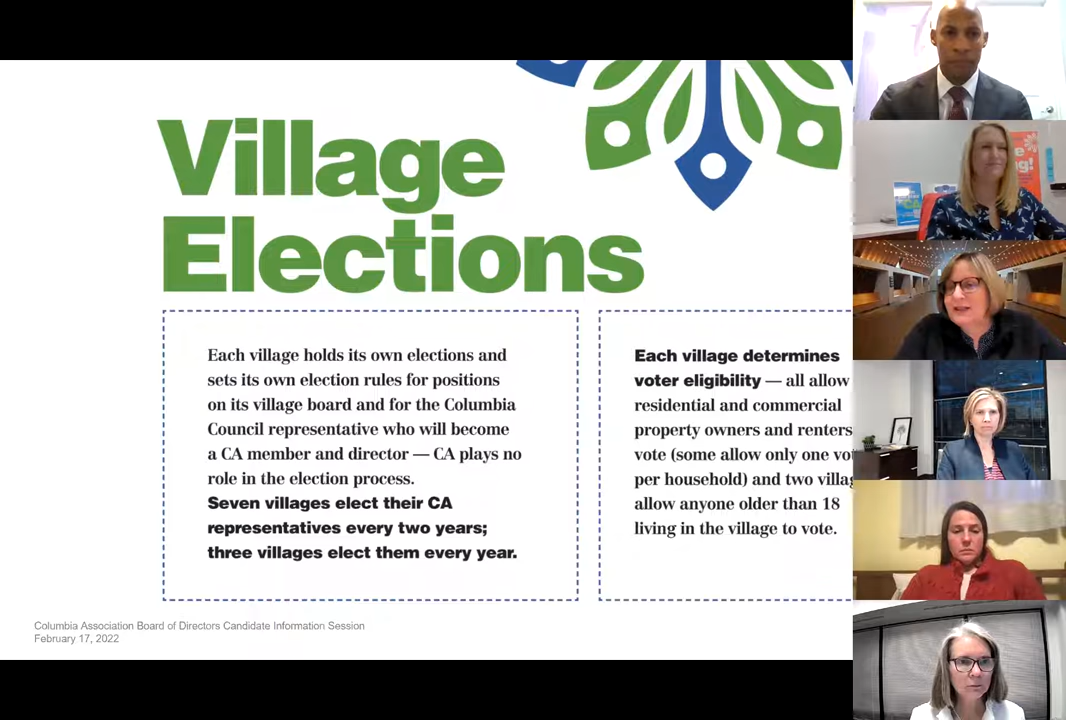 Village
Elections
Each village holds its own elections and
sets its own election rules for positions
on its village board and for the Columbia
Council representative who will become
a CA member and director — CA plays no
role in the election process.
Seven villages elect their CA
representatives every two years;
three villages elect them every year.
Each village determines
voter eligibility — all allow
residential and commercial
property owners and renters
vote (some allow only one
per household) and two
allow anyone older than 18
living in the village to vote.
Columbia Association Board of Directors Candidate Information Session
February 17, 2022